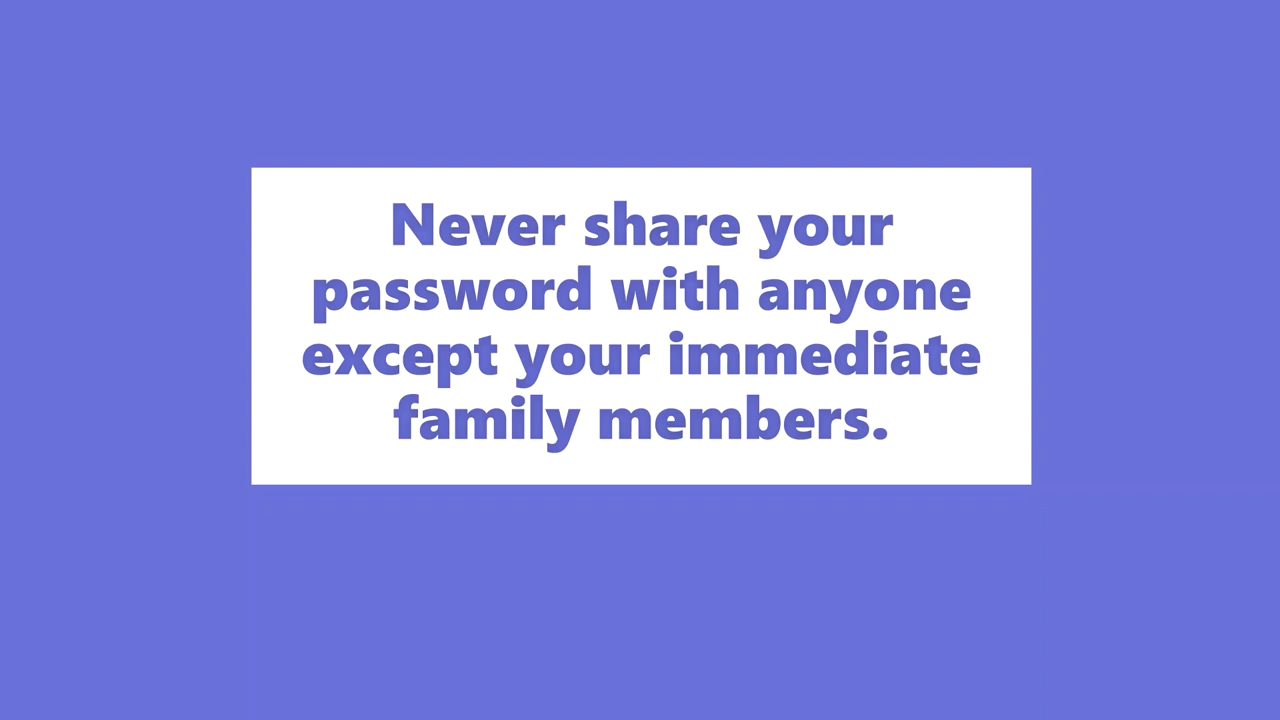 Never share your
password with anyone
except your immediate
family members.